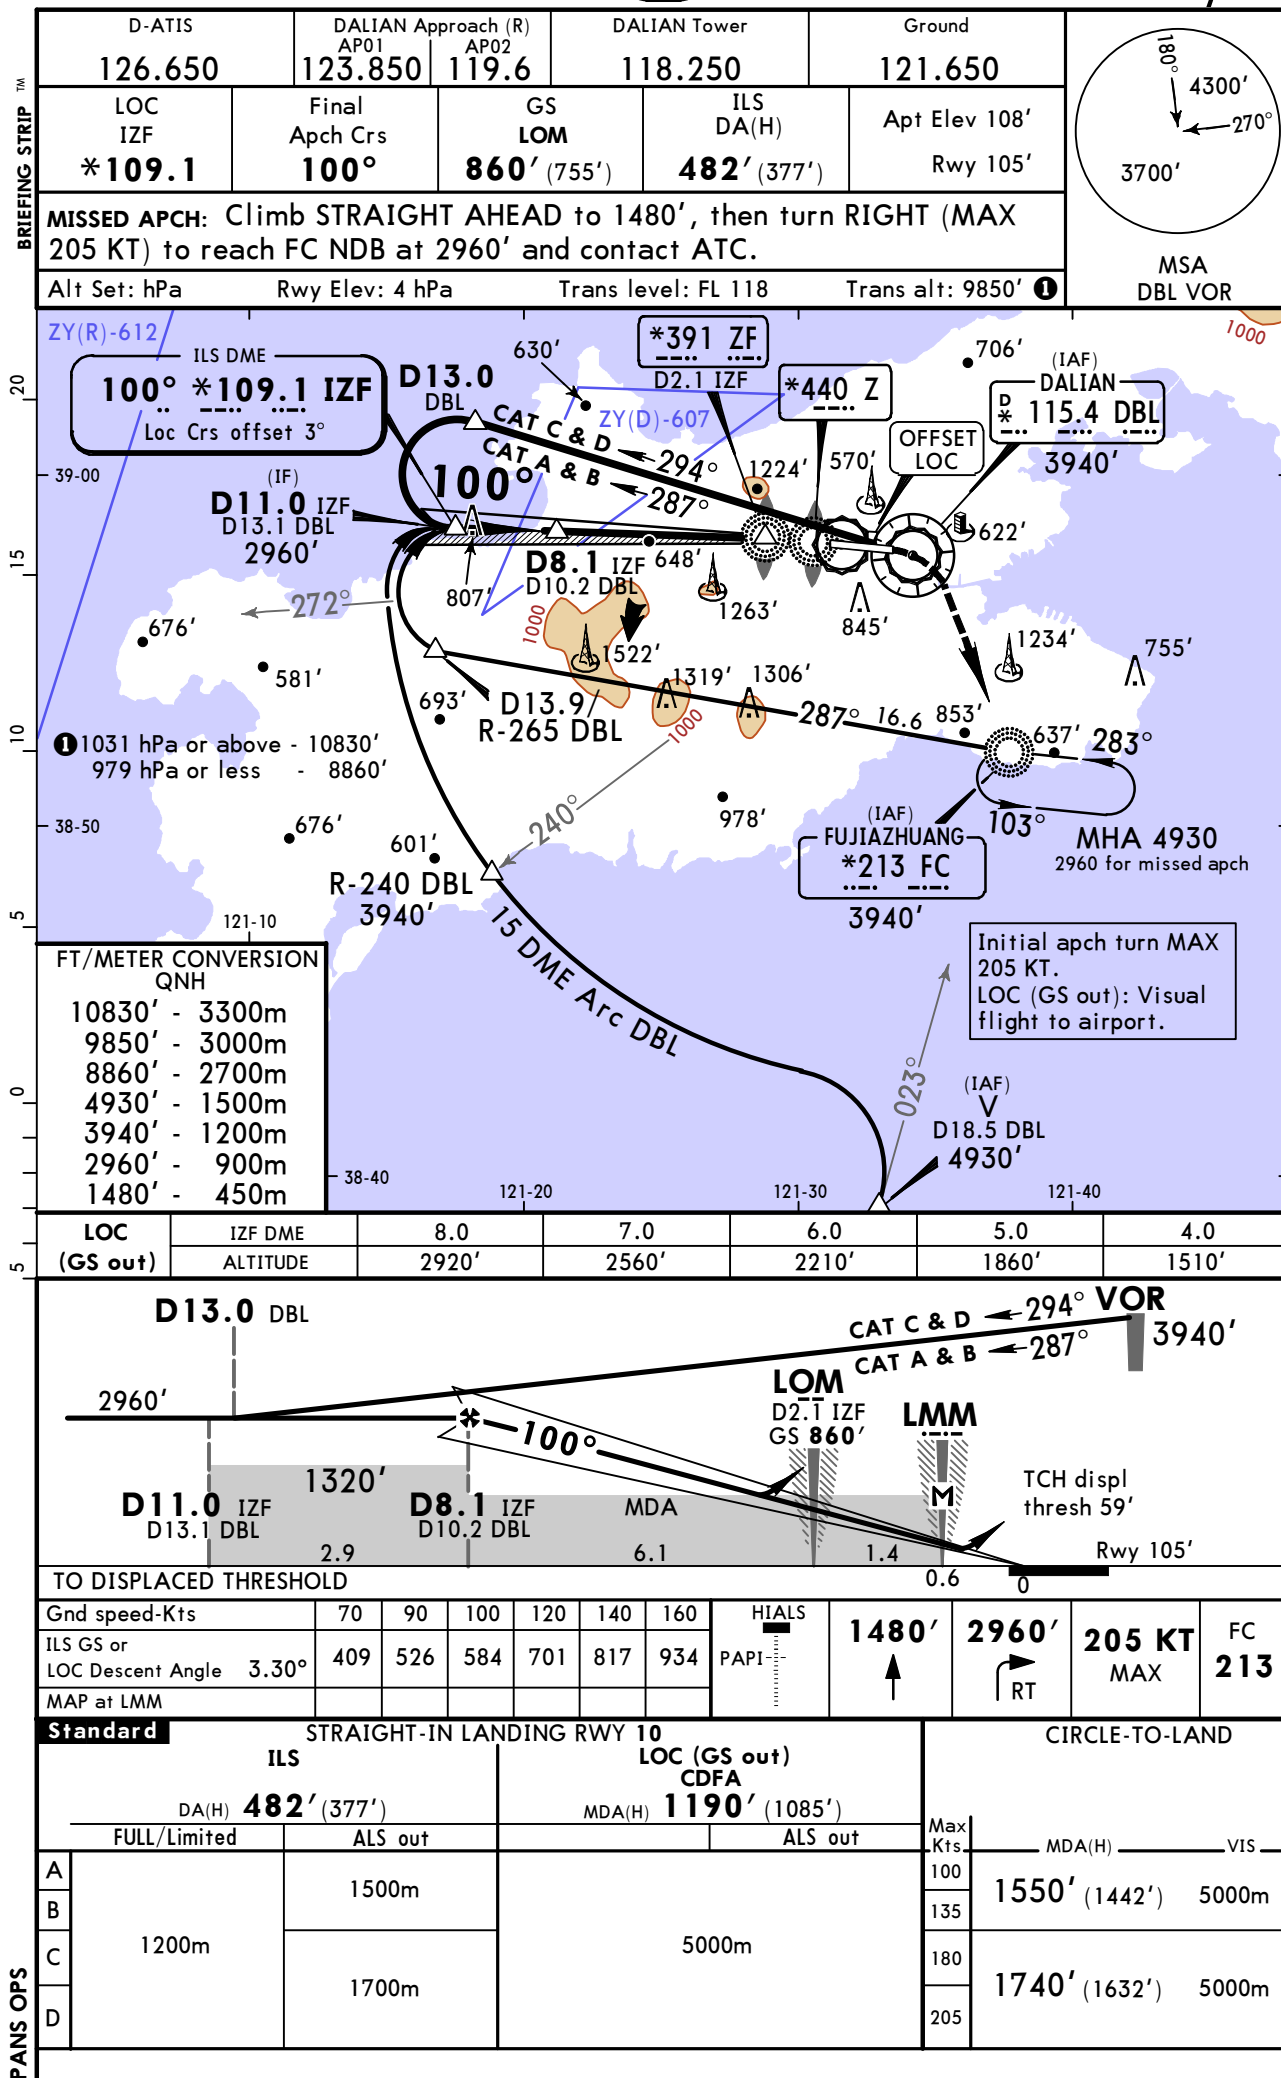 D-ATIS
126.650
DALIAN Approach (R)
AP01
123.850
AP02
119.6
DALIAN Tower
118.250
Ground
121.650
BRIEFING STRIP TM
LOC
IZF
*109.1
Final
Apch Crs
100°
GS
LOM
860' (755')
ILS
DA(H)
482' (377')
Apt Elev 108'
Rwy 105'
180°
4300'
270°
3700'
MSA
DBL VOR
MISSED APCH: Climb STRAIGHT AHEAD to 1480', then turn RIGHT (MAX
205 KT) to reach FC NDB at 2960' and contact ATC.
Alt Set: hPa Rwy Elev: 4 hPa Trans level: FL 118 Trans alt: 9850' 1
ZY(R)-612
ILS DME
100° *109.1 IZF
Loc Crs offset 3°
D13.0
DBL
630'
*391 ZF
D2.1 IZF
*440 Z
706'
1000
(IAF)
DALIAN
D
* 115.4 DBL
3940'
OFFSET
LOC
ZY(D)-607
CAT C & D 294°
CAT A & B 287°
100°
1224'
570'
622'
20
39-00
(IF)
D11.0 IZF
D13.1 DBL
2960'
15
D8.1 IZF
D10.2 DBL
648'
807'
1263'
845'
272°
676'
581'
1000
1522'
1319'
1306'
1234'
755'
693'
D13.9
R-265 DBL
1000
287° 16.6
853'
637'
283°
10
1 1031 hPa or above - 10830'
979 hPa or less - 8860'
103°
MHA 4930
2960 for missed apch
38-50
676'
601'
240°
978'
(IAF)
FUJIAZHUANG
*213 FC
3940'
R-240 DBL
3940'
5
121-10
15 DME Arc DBL
Initial apch turn MAX
205 KT.
LOC (GS out): Visual
flight to airport.
FT/METER CONVERSION
QNH
10830' - 3300m
9850' - 3000m
8860' - 2700m
4930' - 1500m
3940' - 1200m
2960' - 900m
1480' - 450m
0
023°
(IAF)
V
D18.5 DBL
4930'
38-40
121-20
121-30
121-40
5
LOC
(GS out)
IZF DME 8.0 7.0 6.0 5.0 4.0
ALTITUDE 2920' 2560' 2210' 1860' 1510'
D13.0 DBL
CAT C & D 294°
CAT A & B 287°
VOR
3940'
2960'
LOM
D2.1 IZF
GS 860'
LMM
100°
1320'
D11.0 IZF
D13.1 DBL
D8.1 IZF
D10.2 DBL
MDA
M
TCH displ
thresh 59'
2.9
6.1
1.4
Rwy 105'
TO DISPLACED THRESHOLD
0.6
0
Gnd speed-Kts 70 90 100 120 140 160
ILS GS or
LOC Descent Angle 3.30° 409 526 584 701 817 934
MAP at LMM
HIALS
PAPI
1480'
2960'
RT
205 KT
MAX
FC
213
Standard
STRAIGHT-IN LANDING RWY 10
CIRCLE-TO-LAND
ILS
DA(H) 482' (377')
LOC (GS out)
CDFA
MDA(H) 1190' (1085')
FULL/Limited
ALS out
ALS out
Max
Kts
MDA(H)
VIS
A
B
C
D
1200m
1500m
1700m
5000m
100
135
180
205
1550' (1442') 5000m
1740' (1632') 5000m
PANS OPS